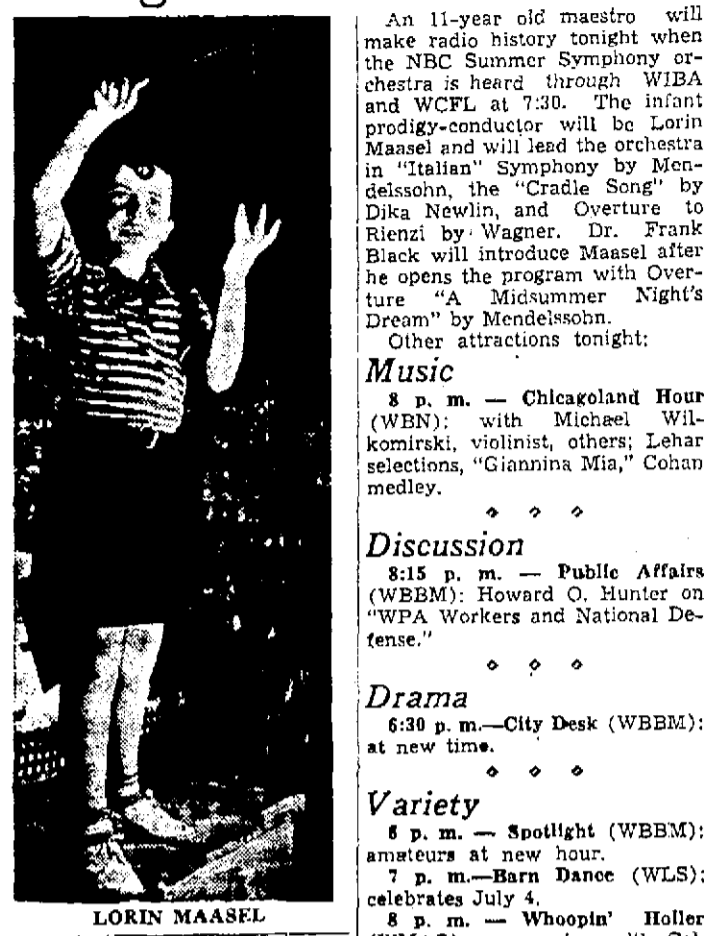 An 11-year old maestro will
make radio history tonight when
the NBC Summer Symphony or-
chestra is heard through WIBA
and WCFL at 7:30. The infant
prodigy-conductor will be Lorin
Maasel and will lead the orchestra
in "Italian" Symphony by Men-
delssohn, the "Cradle Song" by
Dika Newlin, and Overture to
Rienzi by Wagner. Dr. Frank
Black will introduce Maasel after
he opens the program with Over-
ture "A Midsummer Night's
Dream" by Mendelssohn.
Other attractions tonight:
Music
8 p. m. — Chicagoland Hour
(WBN): with Michael Wil-
komirski, violinist, others; Lehar
selections, "Giannina Mia," Cohan
medley.
Discussion
8:15 p. m. — Public Affairs
(WBBM): Howard O. Hunter on
"WPA Workers and National De-
fense."
Drama
6:30 p. m.—City Desk (WBBM):
at new time.
Variety
6 p. m. — Spotlight (WBBM):
amateurs at new hour.
7 p. m.—Barn Dance (WLS):
celebrates July 4.
8 p. m. — Whoopin' Holler
LORIN MAASEL